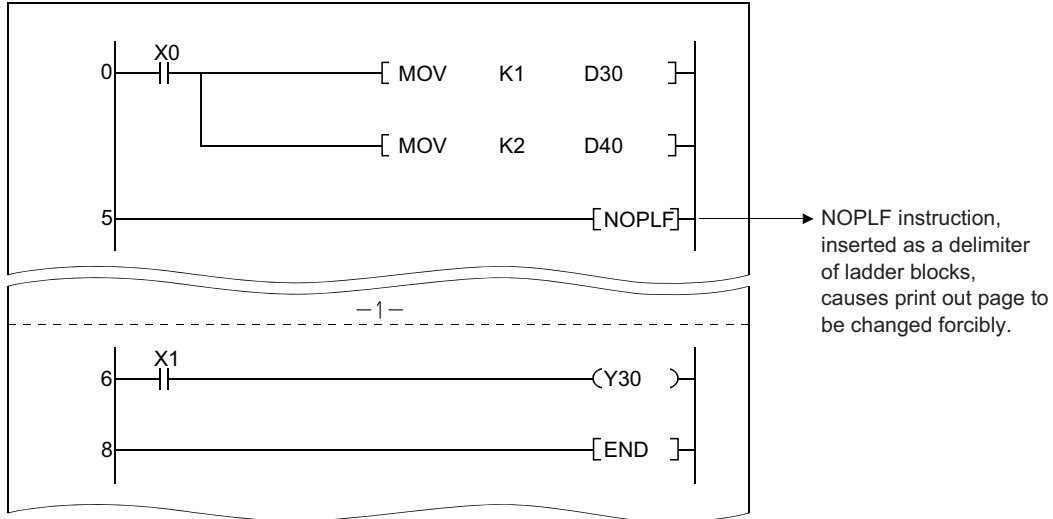 X0
0 [ MOV K1 D30 ]
[ MOV K2 D40 ]
5 [NOPLF]
NOPLF instruction,
inserted as a delimiter
of ladder blocks,
causes print out page to
be changed forcibly.
−1−
X1
6 (Y30 )
8 [END ]